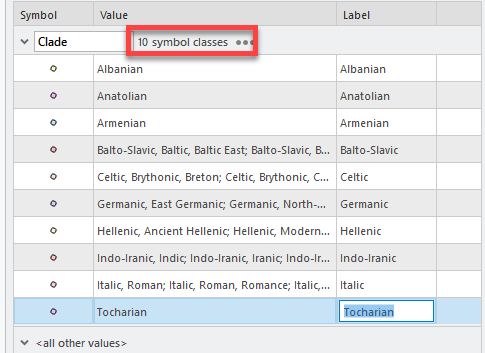 Symbol Value Label
Clade 10 symbol classes •••
Albanian Albanian
Anatolian Anatolian
Armenian Armenian
Balto-Slavic, Baltic, Baltic East; Balto-Slavic, B... Balto-Slavic
Celtic, Brythonic, Breton; Celtic, Brythonic, C... Celtic
Germanic, East Germanic; Germanic, North-... Germanic
Hellenic, Ancient Hellenic; Hellenic, Modern... Hellenic
Indo-Iranic, Indic; Indo-Iranic, Iranic; Indo-Ir... Indo-Iranic
Italic, Roman; Italic, Roman, Romance; Italic,... Italic
Tocharian Tocharian
<all other values>